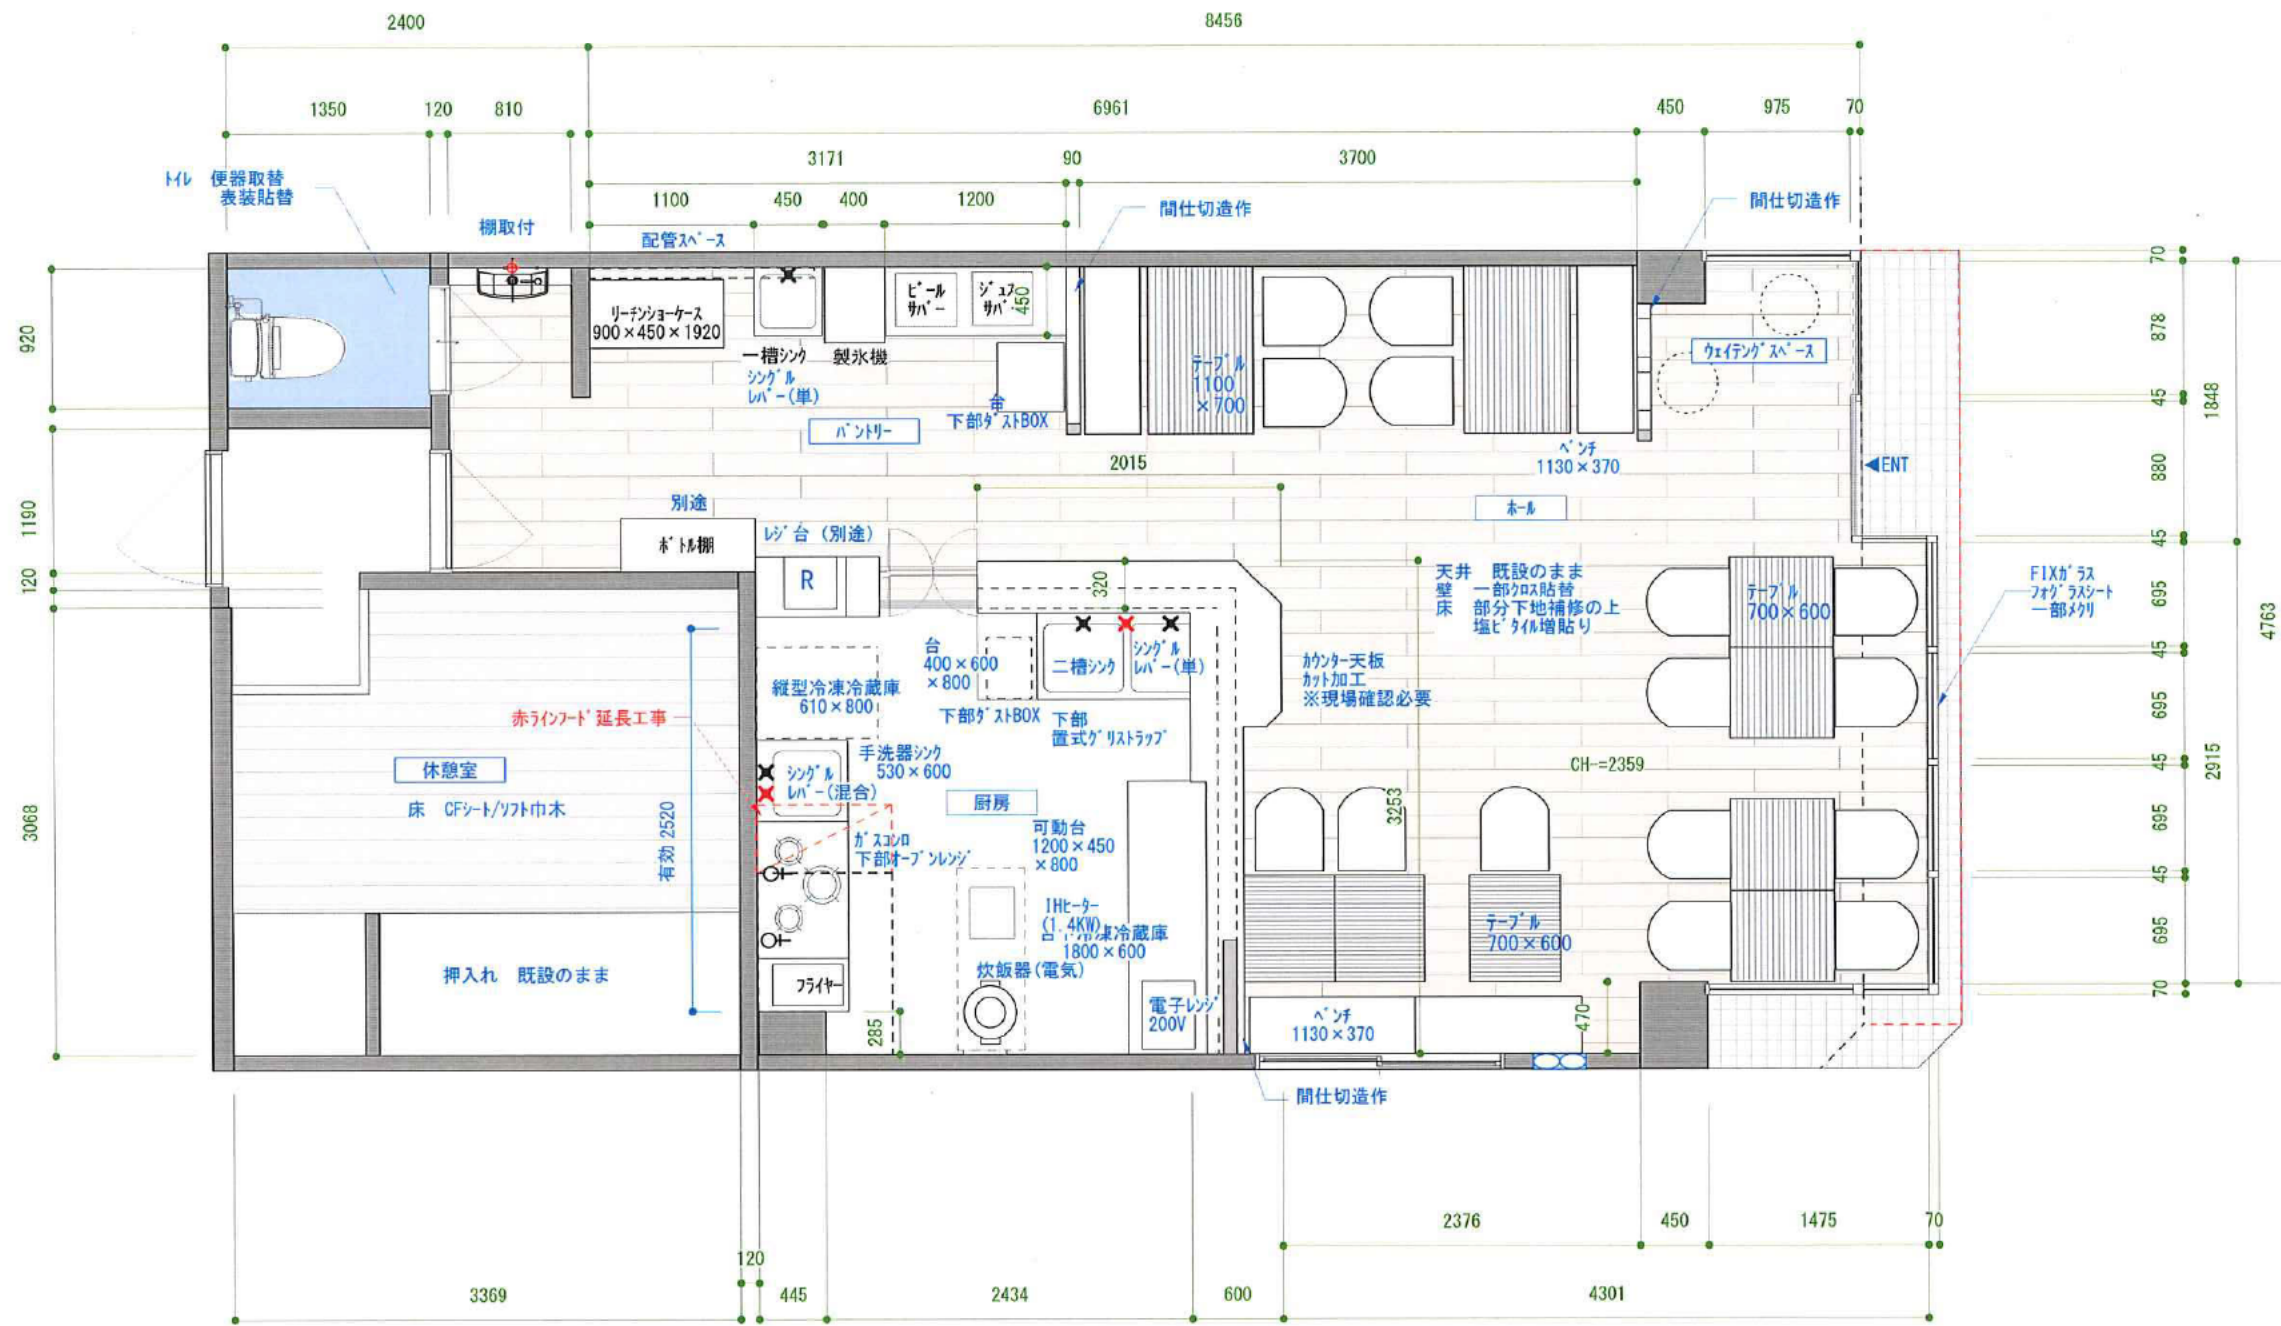 2400
8456
1350
120
810
6961
450
975
70
3171
90
3700
1100
450
400
1200
トイレ 便器取替
表装貼替
棚取付
配管スペース
間仕切造作
間仕切造作
リーチンショーケース
900×450×1920
一槽シンク
シングル
レバー(単)
製氷機
ビール
サバー
450
台
下部ダストBOX
パントリー
テーブル
1100
×700
ウェイテングスペース
ベンチ
1130×370
2015
ホール
◀ENT
別途
ボトル棚
レジ台(別途)
R
320
天井 既設のまま
壁 一部クロス貼替
床 部分下地補修の上
塩ビタイル増貼り
テーブル
700×600
FIXガラス
フォグラスシート
一部メクリ
台
400×600
×800
下部ダストBOX
二槽シンク
シングル
レバー(単)
下部
置式グリストラップ
カウンター天板
カット加工
※現場確認必要
縦型冷凍冷蔵庫
610×800
赤ラインフード延長工事
手洗器シンク
530×600
シングル
レバー(混合)
厨房
CH-=2359
3253
休憩室
床 CFシート/ソフト巾木
有効 2520
ガスコンロ
下部オーブンレンジ
可動台
1200×450
×800
IHヒーター
(1.4KW)
冷蔵庫
1800×600
炊飯器(電気)
テーブル
700×600
押入れ 既設のまま
フライヤー
285
電子レンジ
200V
ベンチ
1130×370
470
間仕切造作
920
1190
120
3068
70
878
45
880
45
695
45
695
45
695
45
695
70
1848
2915
4763
2376
450
1475
70
120
3369
445
2434
600
4301